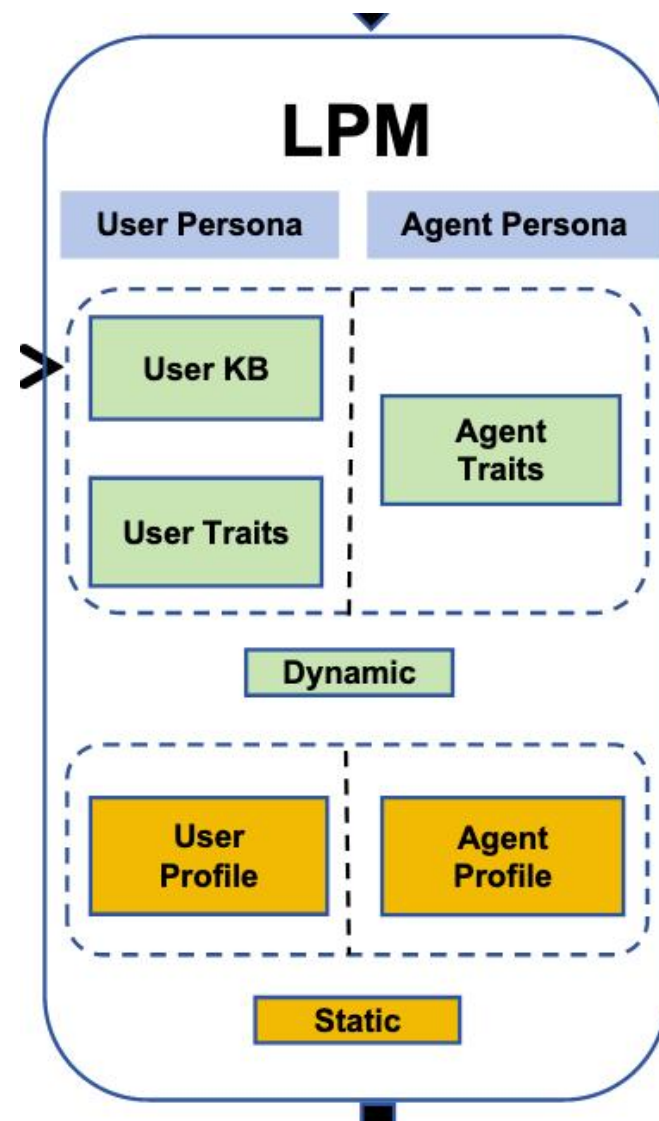 LPM
User Persona
Agent Persona
User KB
Agent
Traits
User Traits
Dynamic
User
Profile
Agent
Profile
Static